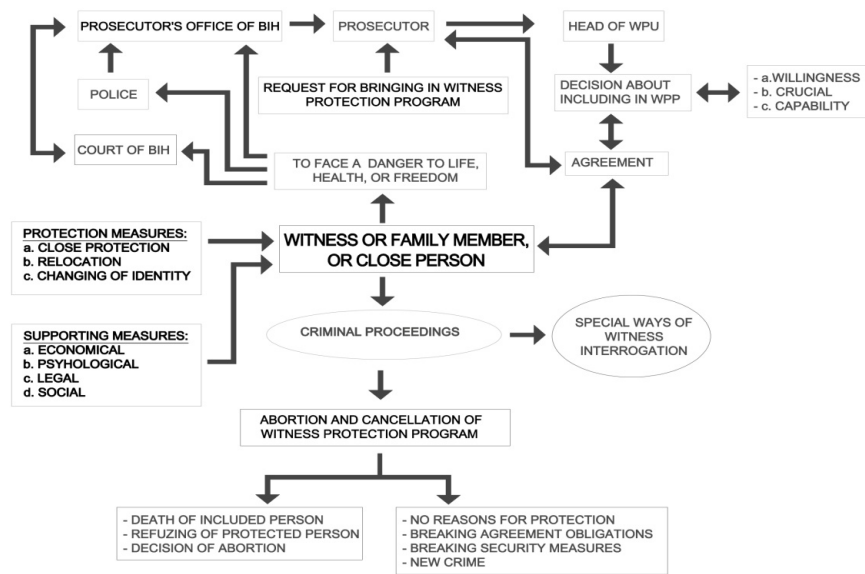 PROSECUTOR'S OFFICE OF BIH
PROSECUTOR
HEAD OF WPU
POLICE
REQUEST FOR BRINGING IN WITNESS
PROTECTION PROGRAM
DECISION ABOUT
INCLUDING IN WPP
- a.WILLINGNESS
- b. CRUCIAL
- c. CAPABILITY
COURT OF BIH
TO FACE A DANGER TO LIFE,
HEALTH, OR FREEDOM
AGREEMENT
PROTECTION MEASURES:
a. CLOSE PROTECTION
b. RELOCATION
c. CHANGING OF IDENTITY
WITNESS OR FAMILY MEMBER,
OR CLOSE PERSON
SUPPORTING MEASURES:
a. ECONOMICAL
b. PSYHOLOGICAL
c. LEGAL
d. SOCIAL
CRIMINAL PROCEEDINGS
SPECIAL WAYS OF
WITNESS
INTERROGATION
ABORTION AND CANCELLATION OF
WITNESS PROTECTION PROGRAM
- DEATH OF INCLUDED PERSON
- REFUZING OF PROTECTED PERSON
- DECISION OF ABORTION
- NO REASONS FOR PROTECTION
- BREAKING AGREEMENT OBLIGATIONS
- BREAKING SECURITY MEASURES
- NEW CRIME